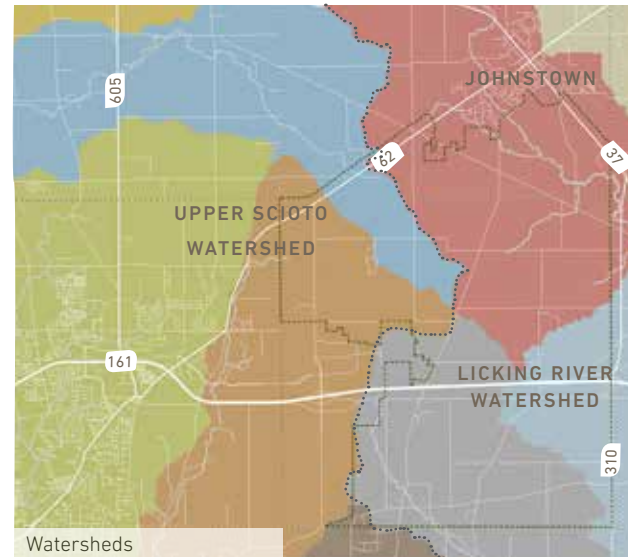 605
JOHNSTOWN
62
37
UPPER SCIOTO
WATERSHED
161
LICKING RIVER
WATERSHED
310
Watersheds